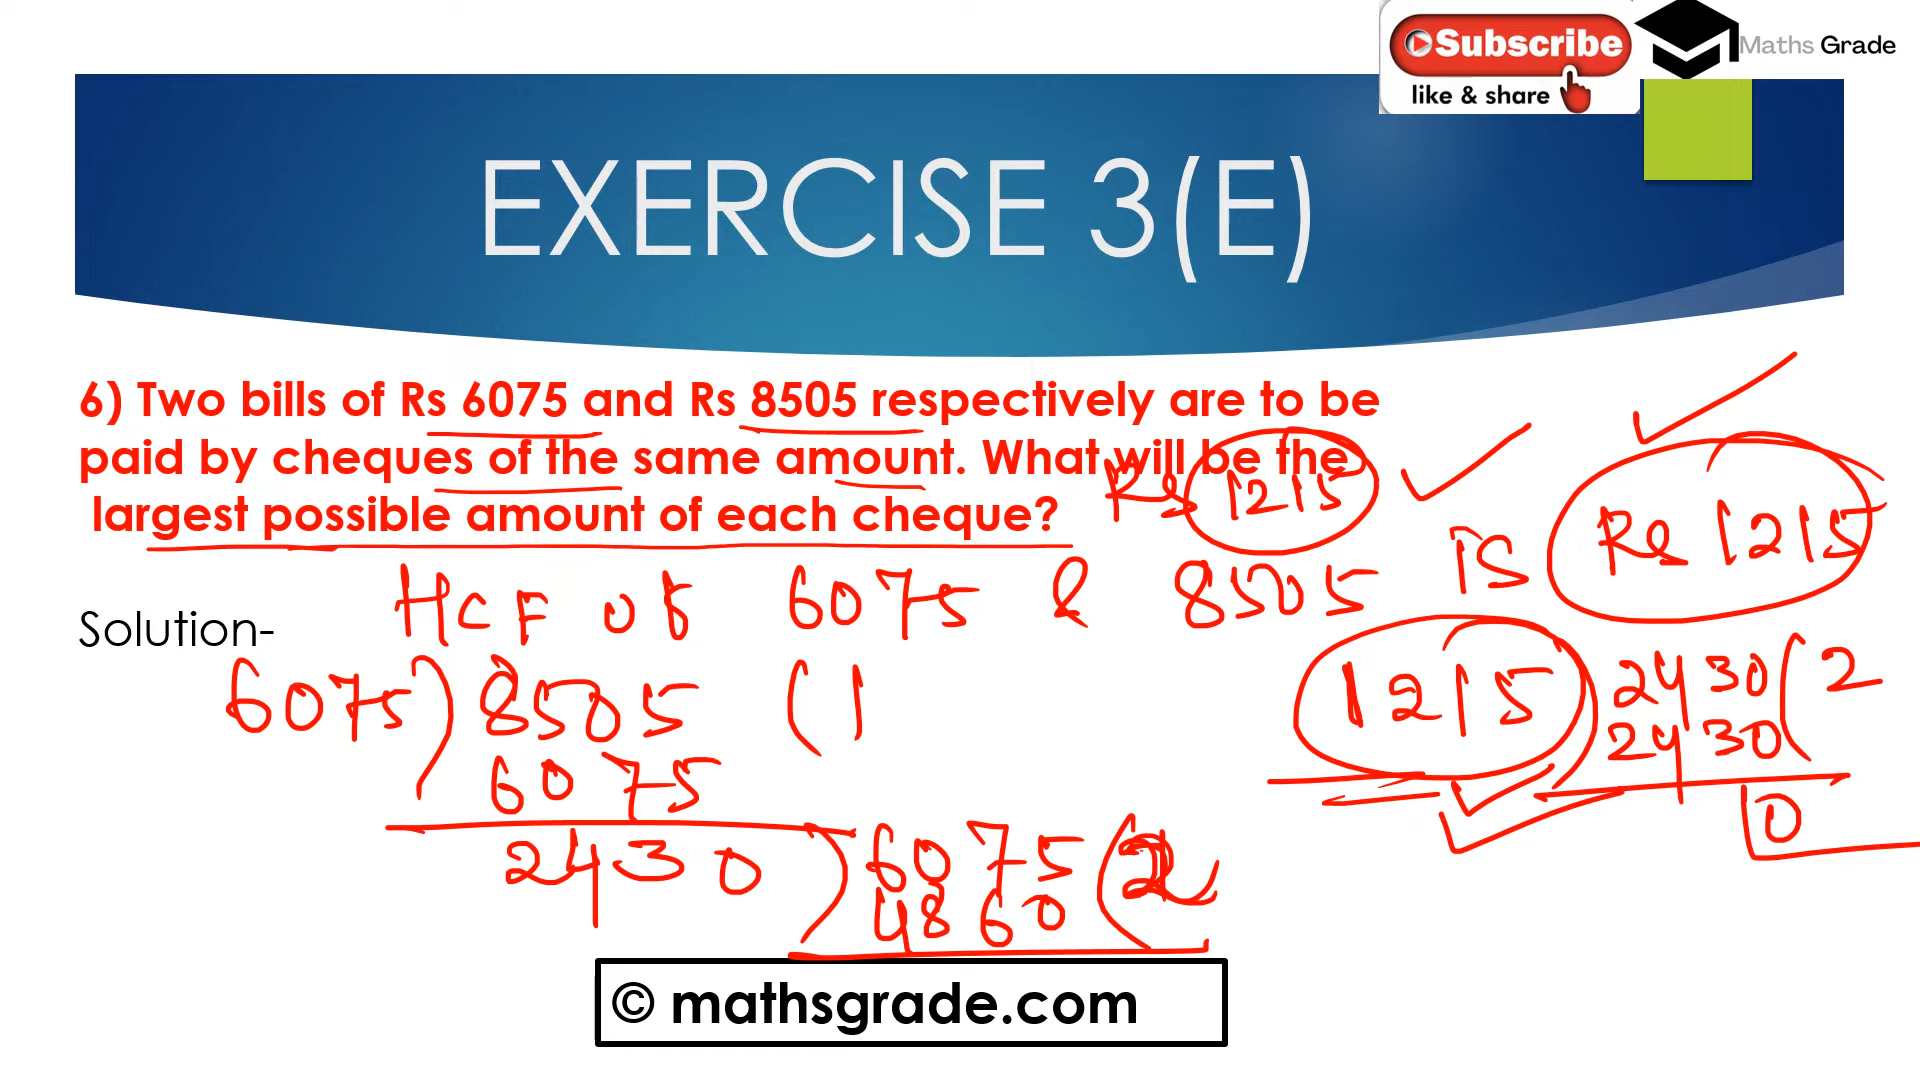 Subscribe
like & share
Maths Grade
EXERCISE 3(E)
6) Two bills of Rs 6075 and Rs 8505 respectively are to be
paid by cheques of the same amount. What will be the
largest possible amount of each cheque?
Rs 1215
HCF of 6075 & 8505 is Rs 1215
Solution-
6075) 8505 (1
6075
2430) 6075 (2
4860
1215) 2430 (2
2430
0
© mathsgrade.com